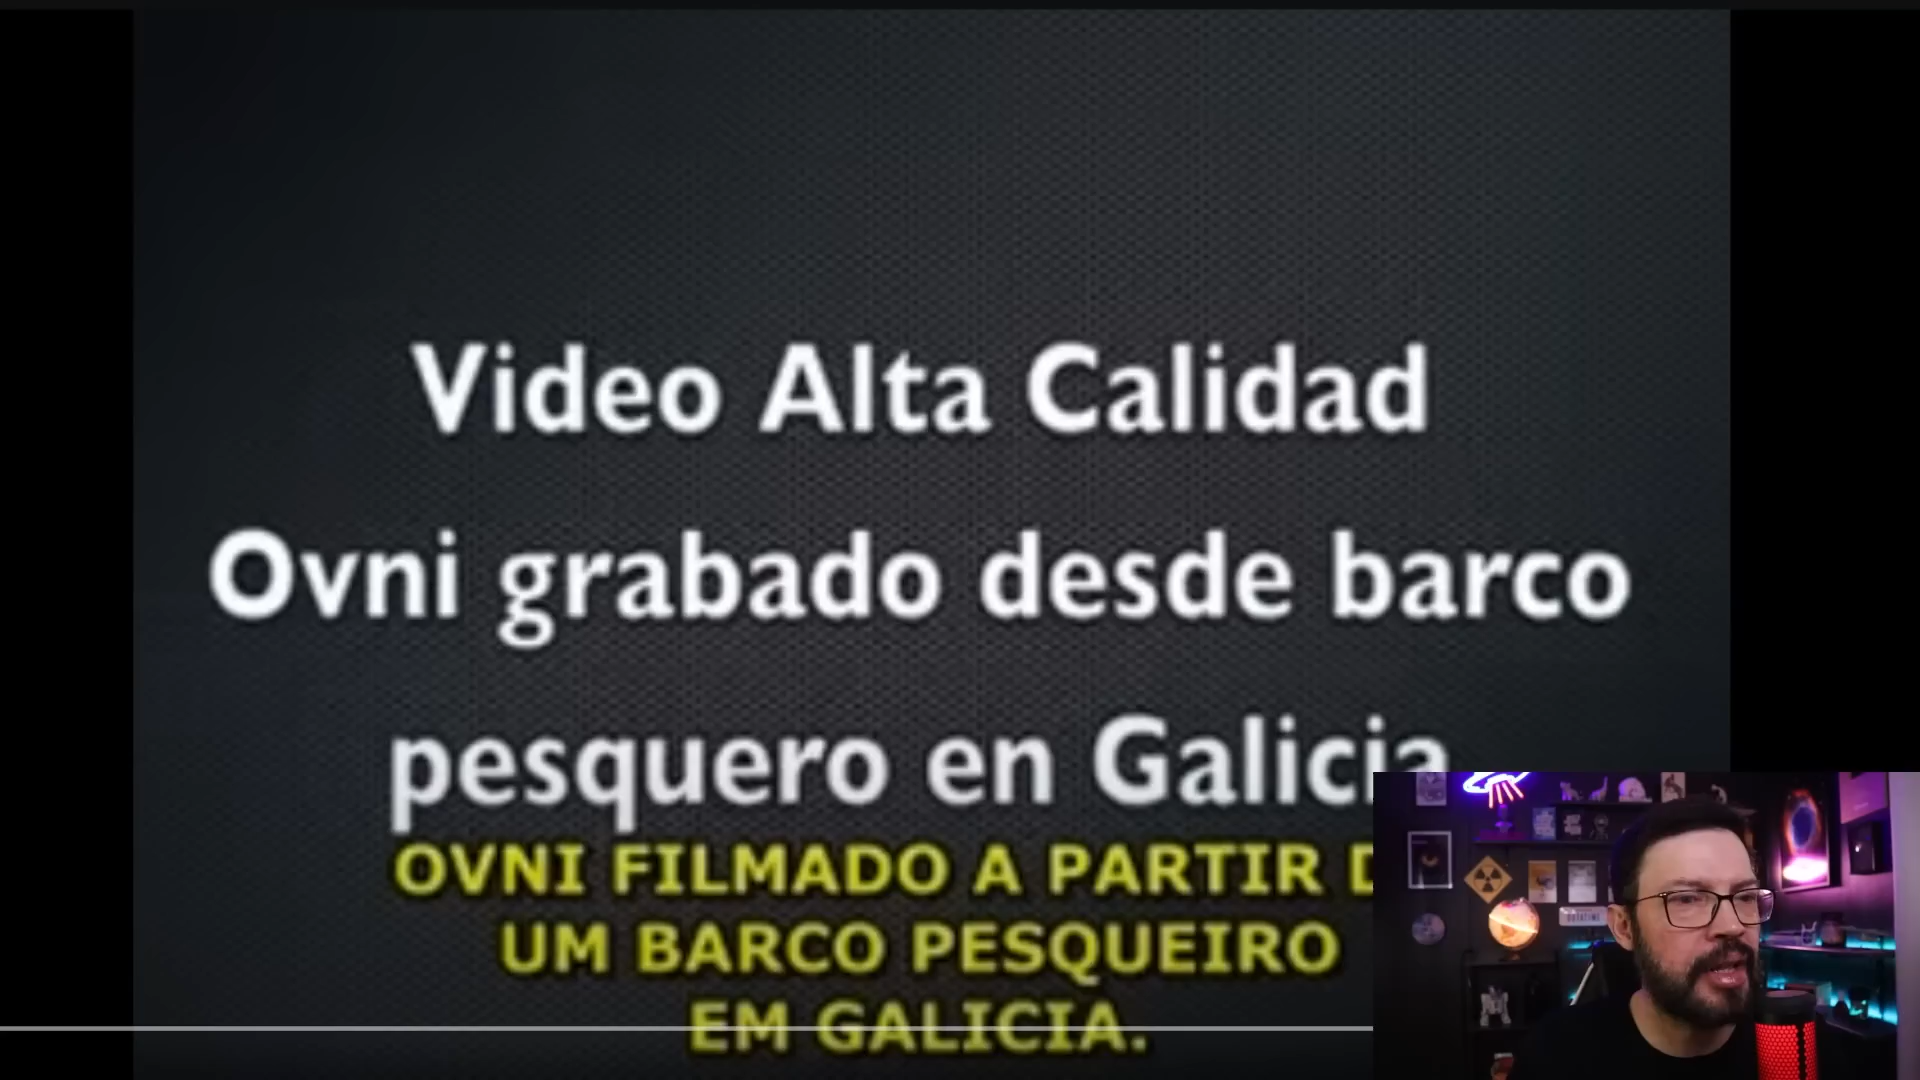 Video Alta Calidad
Ovni grabado desde barco
pesquero en Galicia
OVNI FILMADO A PARTIR
UM BARCO PESQUEIRO
EM GALICIA.